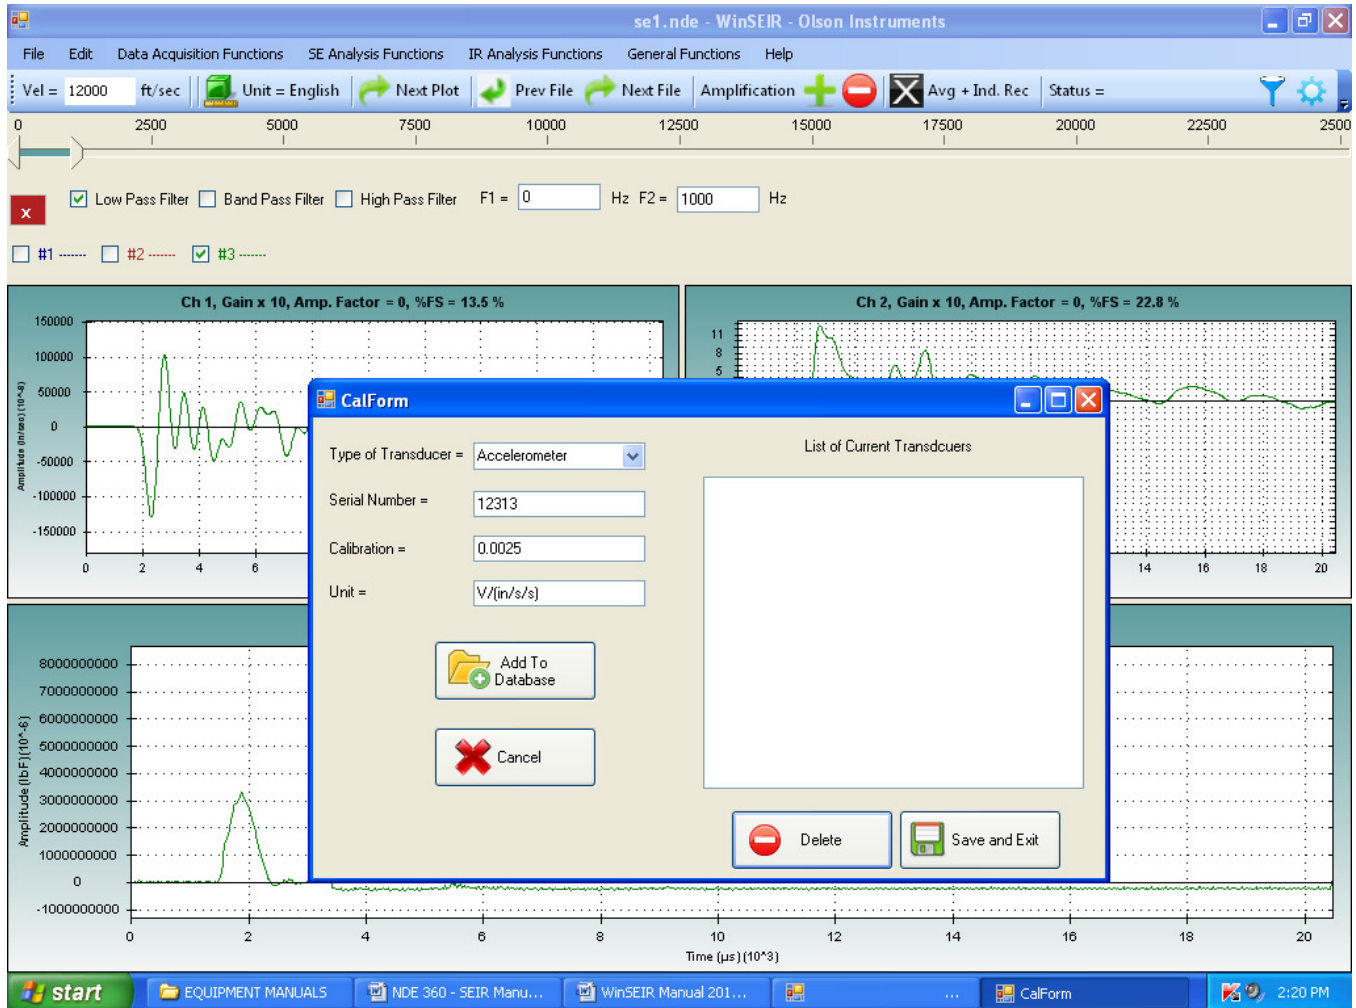 se1.nde - WinSEIR - Olson Instruments
File Edit Data Acquisition Functions SE Analysis Functions IR Analysis Functions General Functions Help
Vel = 12000 ft/sec Unit = English Next Plot Prev File Next File Amplification Avg + Ind. Rec Status =
0 2500 5000 7500 10000 12500 15000 17500 20000 22500 2500
x Low Pass Filter Band Pass Filter High Pass Filter F1 = 0 Hz F2 = 1000 Hz
#1 ------- #2 ------- #3 -------
Ch 1, Gain x 10, Amp. Factor = 0, %FS = 13.5 %
150000
100000
50000
0
-50000
-100000
-150000
Amplitude (in/sec) (10^-6)
0 2 4 6
Ch 2, Gain x 10, Amp. Factor = 0, %FS = 22.8 %
11
8
5
14 16 18 20
CalForm
Type of Transducer = Accelerometer
Serial Number = 12313
Calibration = 0.0025
Unit = V/(in/s/s)
Add To
Database
Cancel
List of Current Transdcuers
Delete
Save and Exit
8000000000
7000000000
6000000000
5000000000
4000000000
3000000000
2000000000
1000000000
0
-1000000000
Amplitude (lbF)(10^-6)
0 2 4 6 8 10 12 14 16 18 20
Time (µs)(10^3)
start EQUIPMENT MANUALS NDE 360 - SEIR Manu... WinSEIR Manual 201... ... CalForm 2:20 PM